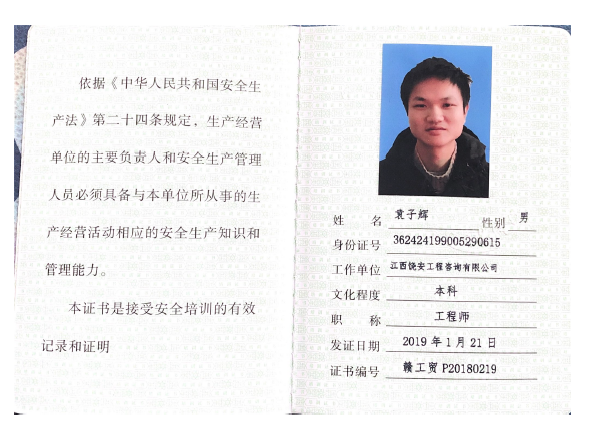 依据《中华人民共和国安全生
产法》第二十四条规定，生产经营
单位的主要负责人和安全生产管理
人员必须具备与本单位所从事的生
产经营活动相应的安全生产知识和
管理能力。
本证书是接受安全培训的有效
记录和证明
姓 名 袁子辉 性别 男
身份证号 362424199005290615
工作单位 江西饶安工程咨询有限公司
文化程度 本科
职 称 工程师
发证日期 2019 年 1 月 21 日
证书编号 赣工贸 P20180219